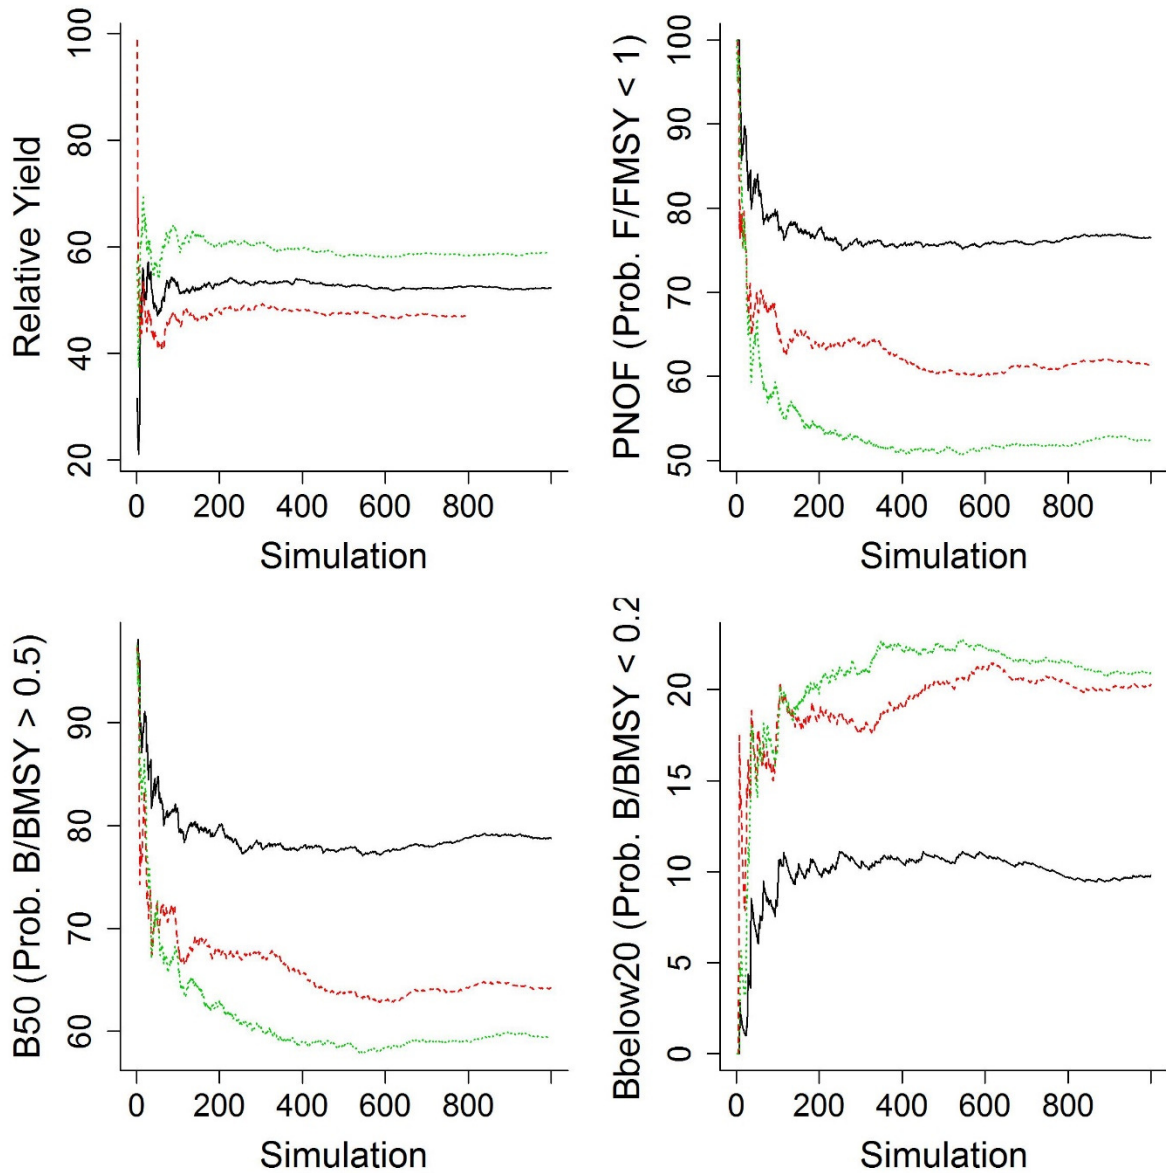 Relative Yield
100
80
60
40
20
0 200 400 600 800
Simulation
PNOF (Prob. F/FMSY < 1)
100
90
80
70
60
50
0 200 400 600 800
Simulation
B50 (Prob. B/BMSY > 0.5)
90
80
70
60
0 200 400 600 800
Simulation
Bbelow20 (Prob. B/BMSY < 0.2
20
15
10
5
0
0 200 400 600 800
Simulation